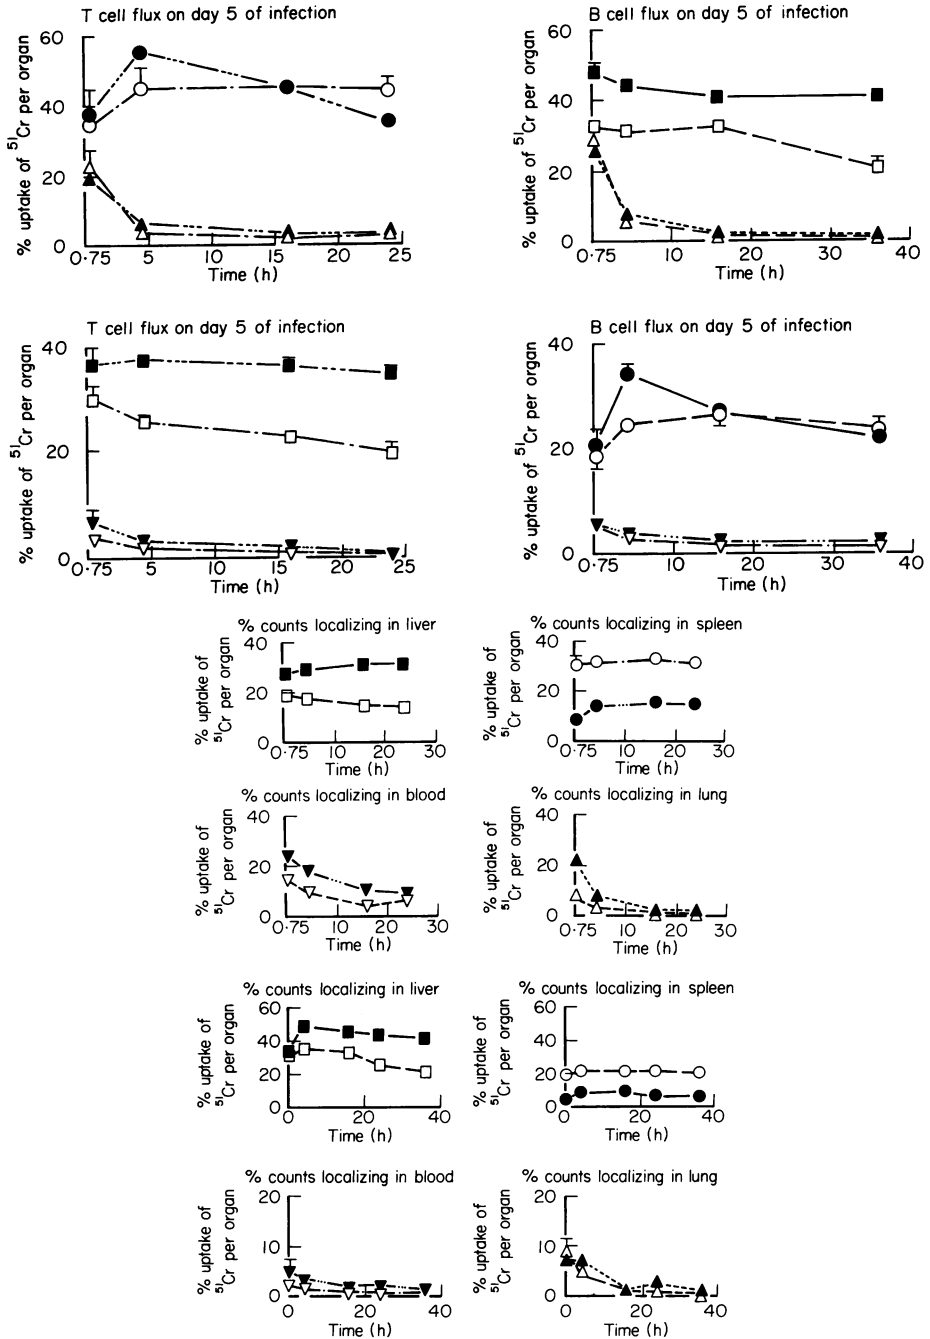 T cell flux on day 5 of infection
% uptake of ⁵¹Cr per organ
60
40
20
0
0·75 5 10 15 20 25
Time (h)
B cell flux on day 5 of infection
% uptake of ⁵¹Cr per organ
60
40
20
0
0·75 10 20 30 40
Time (h)
T cell flux on day 5 of infection
% uptake of ⁵¹Cr per organ
40
20
0
0·75 5 10 15 20 25
Time (h)
B cell flux on day 5 of infection
% uptake of ⁵¹Cr per organ
40
20
0
0·75 10 20 30 40
Time (h)
% counts localizing in liver
% uptake of
⁵¹Cr per organ
40
20
0
0·75 10 20 30
Time (h)
% counts localizing in spleen
% uptake of
⁵¹Cr per organ
40
20
0
0·75 10 20 30
Time (h)
% counts localizing in blood
% uptake of
⁵¹Cr per organ
40
20
0
0·75 10 20 30
Time (h)
% counts localizing in lung
% uptake of
⁵¹Cr per organ
40
20
0
0·75 10 20 30
Time (h)
% counts localizing in liver
% uptake of
⁵¹Cr per organ
60
40
20
0
0 20 40
Time (h)
% counts localizing in spleen
% uptake of
⁵¹Cr per organ
60
40
20
0
0 20 40
Time (h)
% counts localizing in blood
% uptake of
⁵¹Cr per organ
20
10
0
0 20 40
Time (h)
% counts localizing in lung
% uptake of
⁵¹Cr per organ
20
10
0
0 20 40
Time (h)